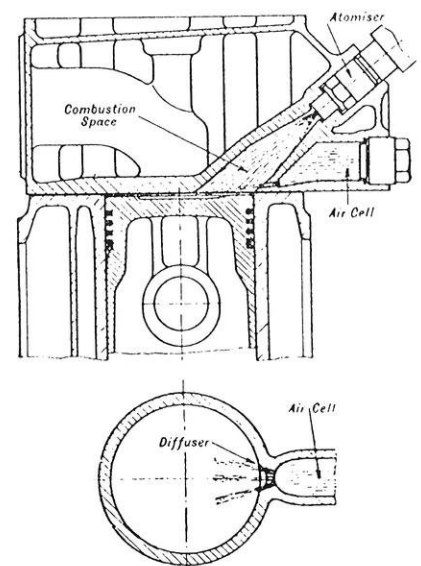 Atomiser
Combustion
Space
Air Cell
Air Cell
Diffuser